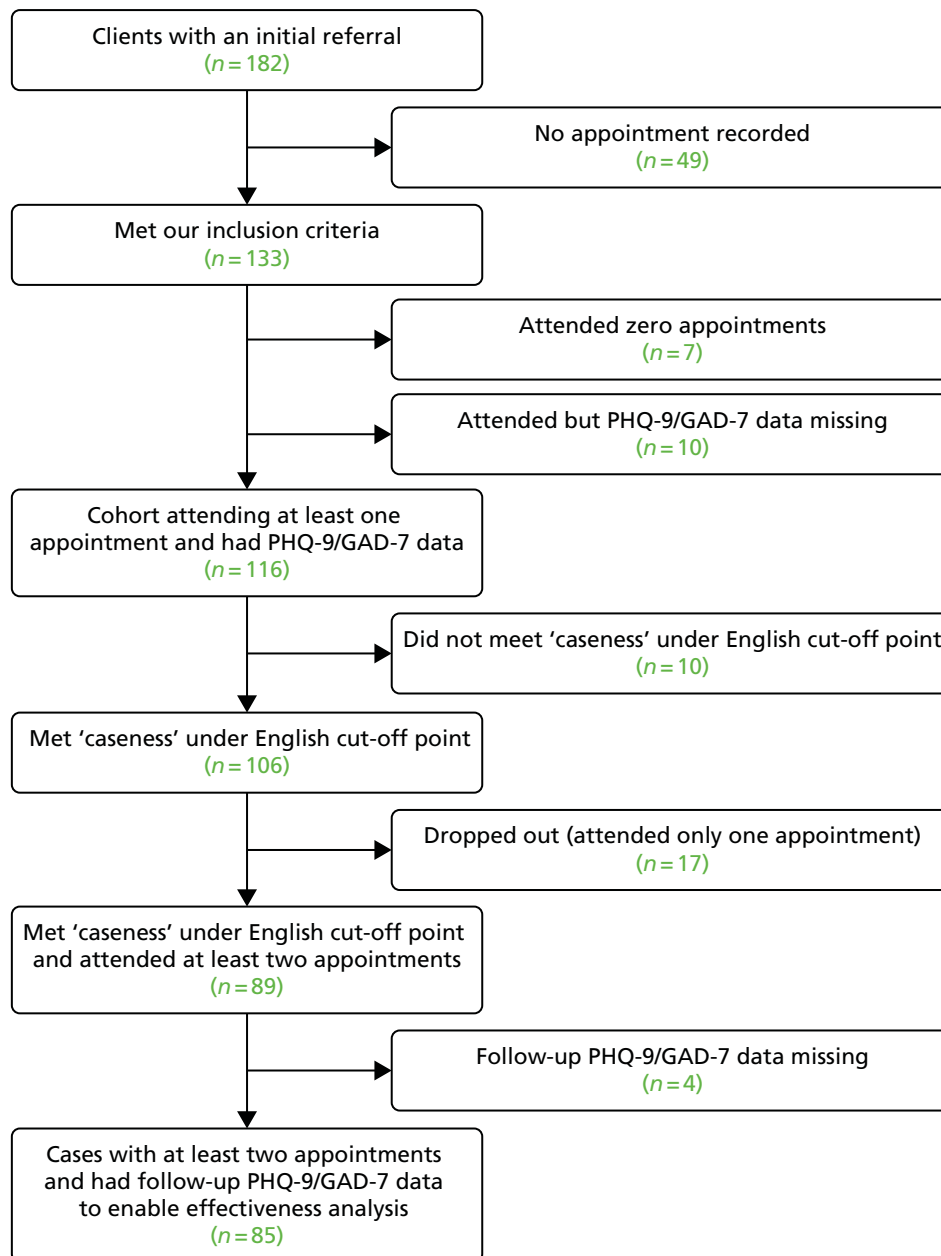 Clients with an initial referral
(n = 182)
No appointment recorded
(n = 49)
Met our inclusion criteria
(n = 133)
Attended zero appointments
(n = 7)
Attended but PHQ-9/GAD-7 data missing
(n = 10)
Cohort attending at least one
appointment and had PHQ-9/GAD-7 data
(n = 116)
Did not meet ‘caseness’ under English cut-off point
(n = 10)
Met ‘caseness’ under English cut-off point
(n = 106)
Dropped out (attended only one appointment)
(n = 17)
Met ‘caseness’ under English cut-off point
and attended at least two appointments
(n = 89)
Follow-up PHQ-9/GAD-7 data missing
(n = 4)
Cases with at least two appointments
and had follow-up PHQ-9/GAD-7 data
to enable effectiveness analysis
(n = 85)